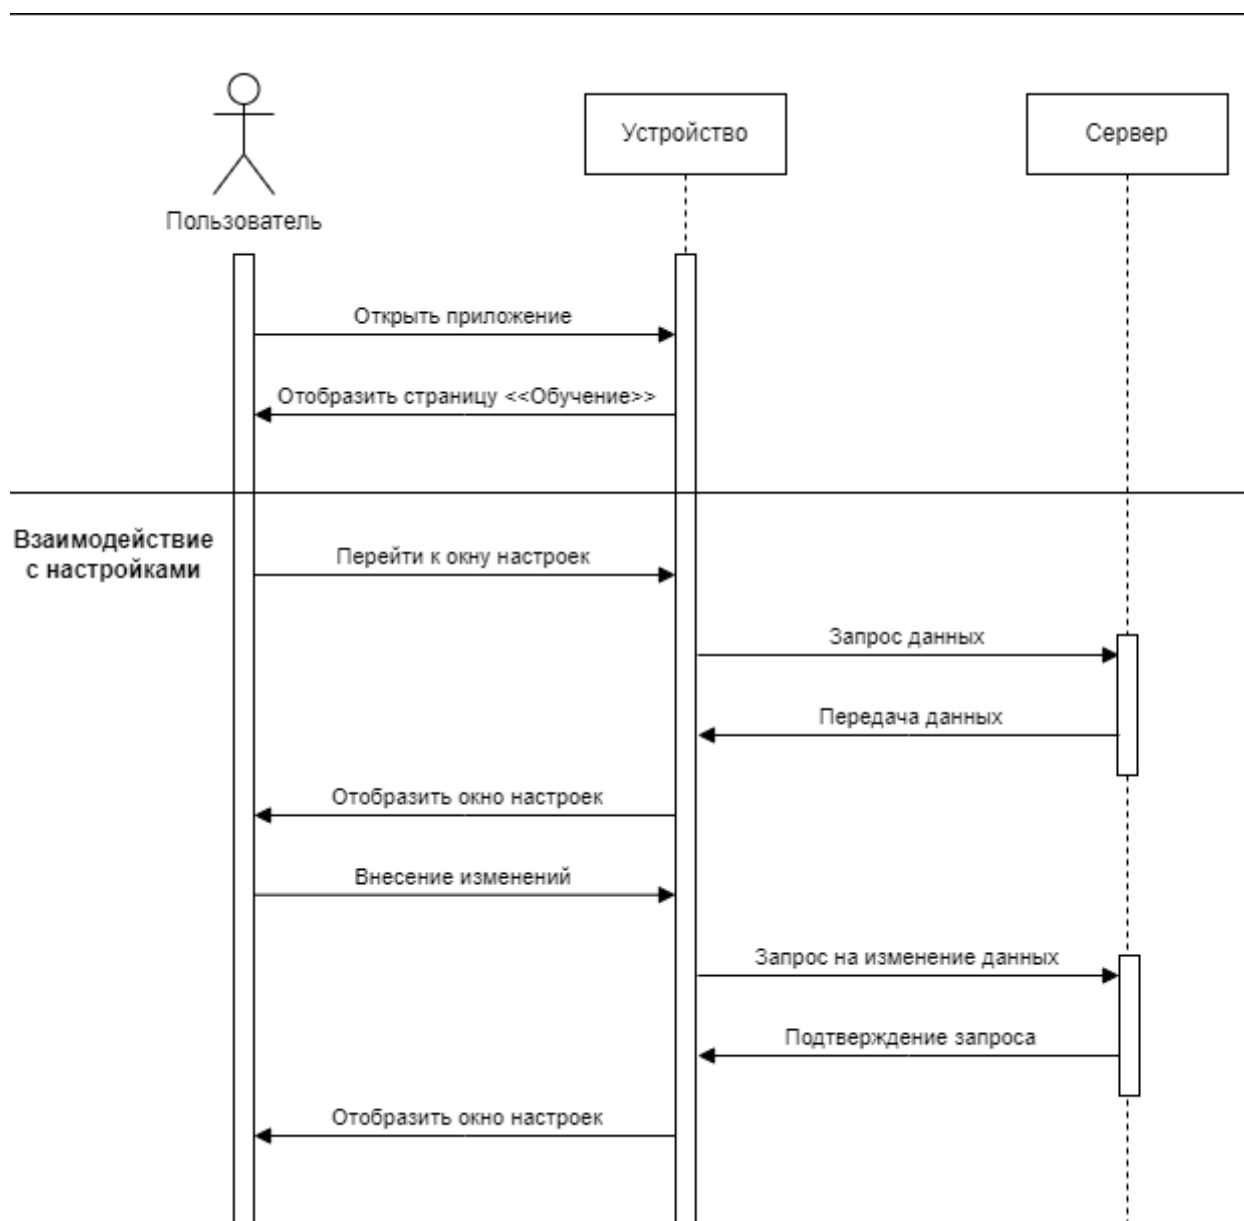 Устройство
Сервер
Пользователь
Открыть приложение
Отобразить страницу <<Обучение>>
Взаимодействие
с настройками
Перейти к окну настроек
Запрос данных
Передача данных
Отобразить окно настроек
Внесение изменений
Запрос на изменение данных
Подтверждение запроса
Отобразить окно настроек